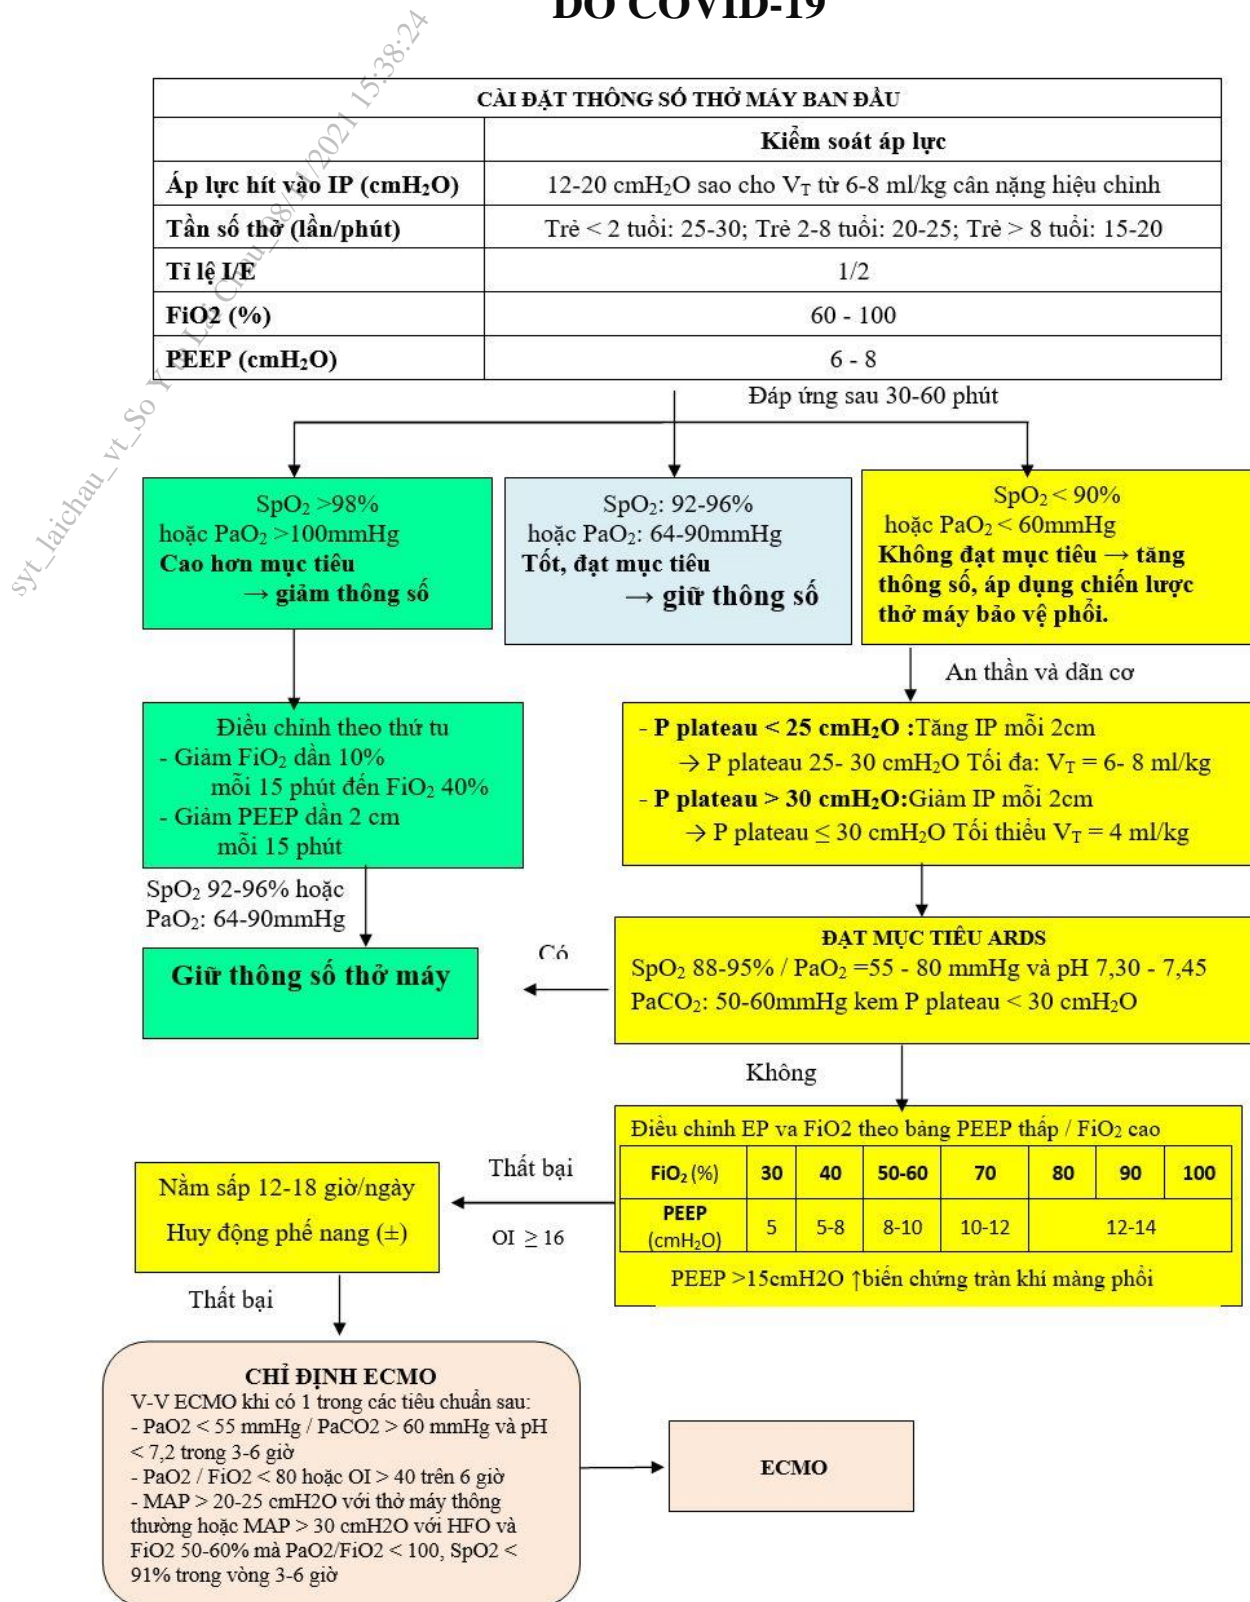 DO COVID-19
syt_laichau_vt_So Y te Lai Chau_08/11/2021 15:38:24
CÀI ĐẶT THÔNG SỐ THỞ MÁY BAN ĐẦU
Kiểm soát áp lực
Áp lực hít vào IP (cmH₂O) 12-20 cmH₂O sao cho V_T từ 6-8 ml/kg cân nặng hiệu chỉnh
Tần số thở (lần/phút) Trẻ < 2 tuổi: 25-30; Trẻ 2-8 tuổi: 20-25; Trẻ > 8 tuổi: 15-20
Tỉ lệ I/E 1/2
FiO2 (%) 60 - 100
PEEP (cmH₂O) 6 - 8
Đáp ứng sau 30-60 phút
SpO₂ >98%
hoặc PaO₂ >100mmHg
Cao hơn mục tiêu
→ giảm thông số
SpO₂: 92-96%
hoặc PaO₂: 64-90mmHg
Tốt, đạt mục tiêu
→ giữ thông số
SpO₂ < 90%
hoặc PaO₂ < 60mmHg
Không đạt mục tiêu → tăng
thông số, áp dụng chiến lược
thở máy bảo vệ phổi.
An thần và dãn cơ
Điều chỉnh theo thứ tu
- Giảm FiO₂ dần 10%
mỗi 15 phút đến FiO₂ 40%
- Giảm PEEP dần 2 cm
mỗi 15 phút
- P plateau < 25 cmH₂O :Tăng IP mỗi 2cm
→ P plateau 25- 30 cmH₂O Tối đa: V_T = 6- 8 ml/kg
- P plateau > 30 cmH₂O:Giảm IP mỗi 2cm
→ P plateau ≤ 30 cmH₂O Tối thiểu V_T = 4 ml/kg
SpO₂ 92-96% hoặc
PaO₂: 64-90mmHg
Giữ thông số thở máy
Có
ĐẠT MỤC TIÊU ARDS
SpO₂ 88-95% / PaO₂ =55 - 80 mmHg và pH 7,30 - 7,45
PaCO₂: 50-60mmHg kem P plateau < 30 cmH₂O
Không
Điều chỉnh EP va FiO2 theo bảng PEEP thấp / FiO₂ cao
FiO₂ (%) 30 40 50-60 70 80 90 100
PEEP
(cmH₂O) 5 5-8 8-10 10-12 12-14
PEEP >15cmH2O ↑biến chứng tràn khí màng phổi
Thất bại
OI ≥ 16
Nằm sấp 12-18 giờ/ngày
Huy động phế nang (±)
Thất bại
CHỈ ĐỊNH ECMO
V-V ECMO khi có 1 trong các tiêu chuẩn sau:
- PaO2 < 55 mmHg / PaCO2 > 60 mmHg và pH
< 7,2 trong 3-6 giờ
- PaO2 / FiO2 < 80 hoặc OI > 40 trên 6 giờ
- MAP > 20-25 cmH2O với thở máy thông
thường hoặc MAP > 30 cmH2O với HFO và
FiO2 50-60% mà PaO2/FiO2 < 100, SpO2 <
91% trong vòng 3-6 giờ
ECMO